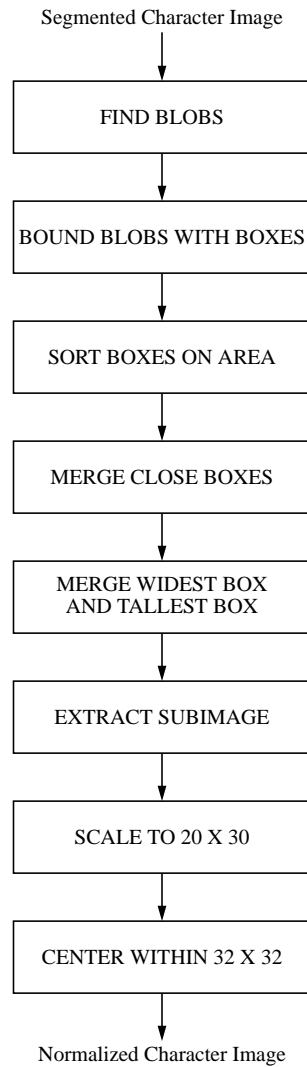 Segmented Character Image
FIND BLOBS
BOUND BLOBS WITH BOXES
SORT BOXES ON AREA
MERGE CLOSE BOXES
MERGE WIDEST BOX
AND TALLEST BOX
EXTRACT SUBIMAGE
SCALE TO 20 X 30
CENTER WITHIN 32 X 32
Normalized Character Image